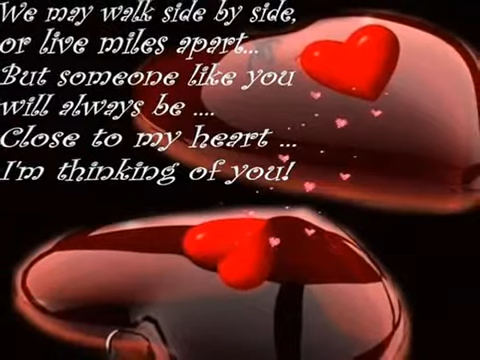 We may walk side by side,
or live miles apart...
But someone like you
will always be ....
Close to my heart ...
I'm thinking of you!